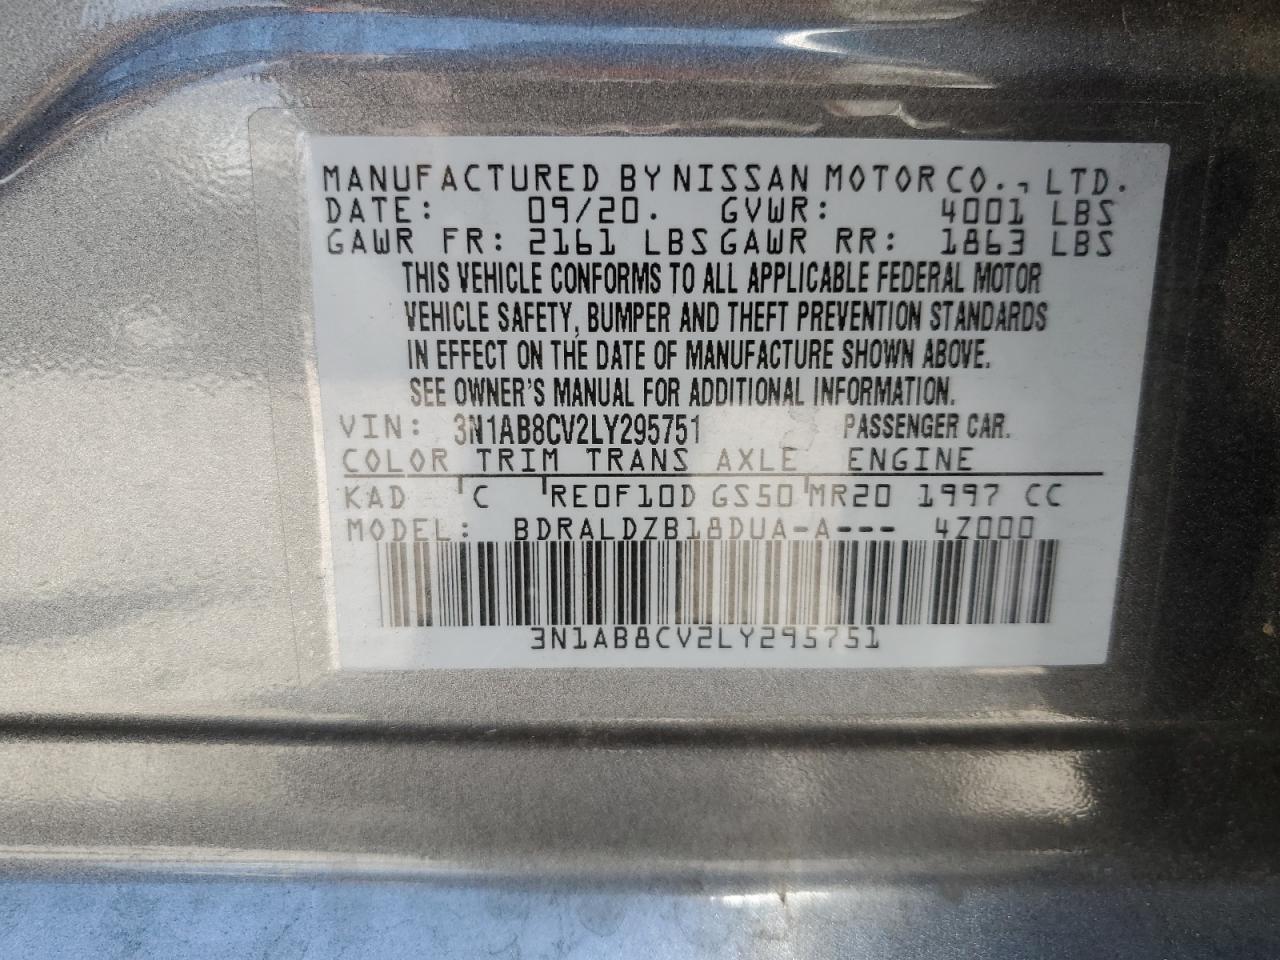 MANUFACTURED BY NISSAN MOTOR CO., LTD.
DATE: 09/20. GVWR: 4001 LBS
GAWR FR: 2161 LBS GAWR RR: 1863 LBS
THIS VEHICLE CONFORMS TO ALL APPLICABLE FEDERAL MOTOR
VEHICLE SAFETY, BUMPER AND THEFT PREVENTION STANDARDS
IN EFFECT ON THE DATE OF MANUFACTURE SHOWN ABOVE.
SEE OWNER'S MANUAL FOR ADDITIONAL INFORMATION.
VIN: 3N1AB8CV2LY295751 PASSENGER CAR.
COLOR TRIM TRANS AXLE ENGINE
KAD C RE0F10D GS50 MR20 1997 CC
MODEL: BDRALDZB18DUA-A--- 4Z000
3N1AB8CV2LY295751